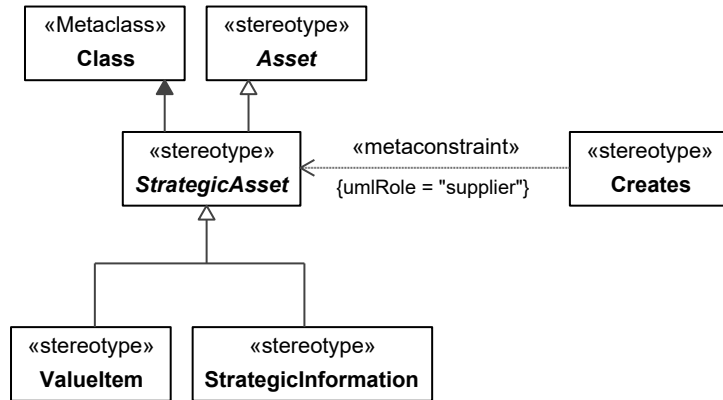 «Metaclass»
Class
«stereotype»
Asset
«stereotype»
StrategicAsset
«metaconstraint»
{umlRole = "supplier"}
«stereotype»
Creates
«stereotype»
ValueItem
«stereotype»
StrategicInformation